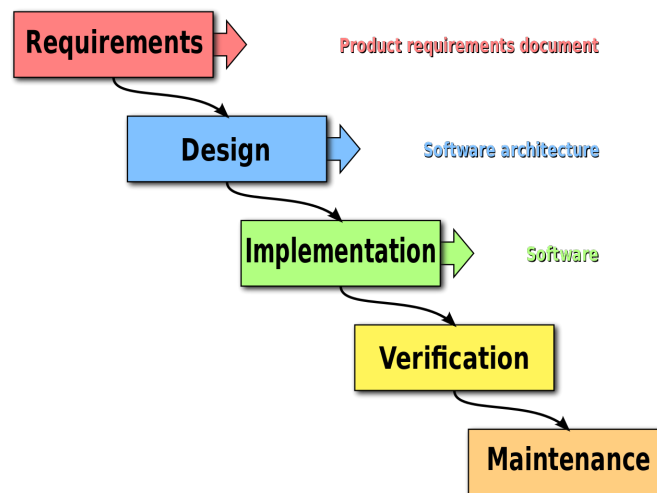 Requirements
Product requirements document
Design
Software architecture
Implementation
Software
Verification
Maintenance